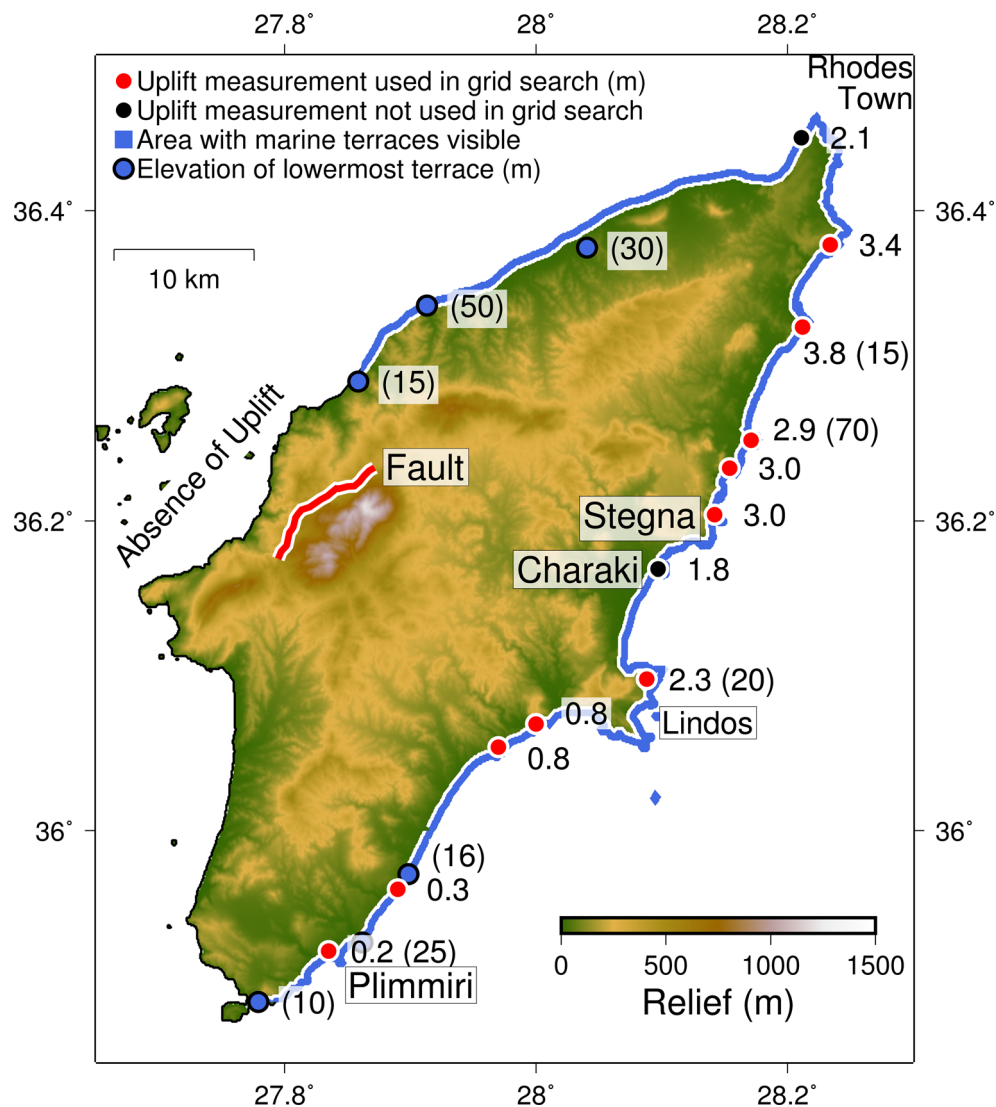 27.8° 28° 28.2°
Rhodes
Town
Uplift measurement used in grid search (m)
Uplift measurement not used in grid search
Area with marine terraces visible
Elevation of lowermost terrace (m)
2.1
36.4° 36.4°
3.4
(30)
10 km
(50)
3.8 (15)
(15)
Absence of Uplift
2.9 (70)
Fault
3.0
Stegna
3.0
36.2° 36.2°
Charaki
1.8
2.3 (20)
0.8
Lindos
0.8
36° 36°
(16)
0.3
0.2 (25)
Plimmiri
(10)
0 500 1000 1500
Relief (m)
27.8° 28° 28.2°